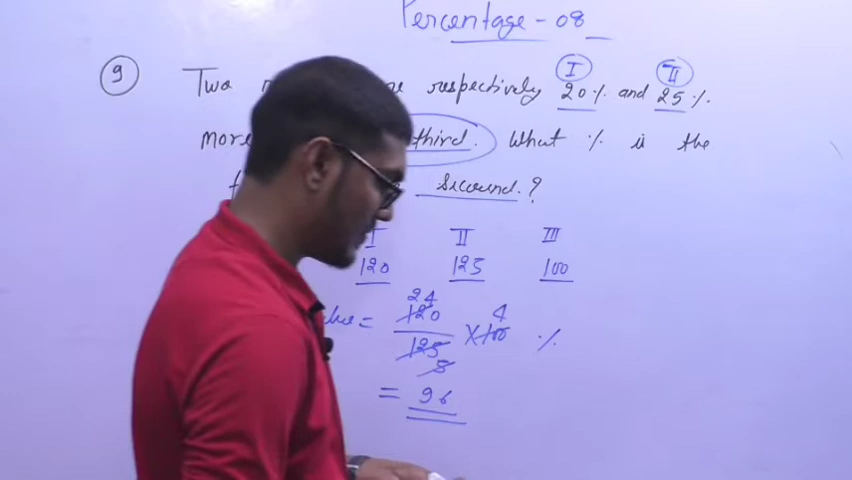 Percentage - 08
9 Two respectively I 20% and II 25%
more third. What % is the
second. ?
I II III
120 125 100
= 120/125 × 100 %
24 4
5
= 96